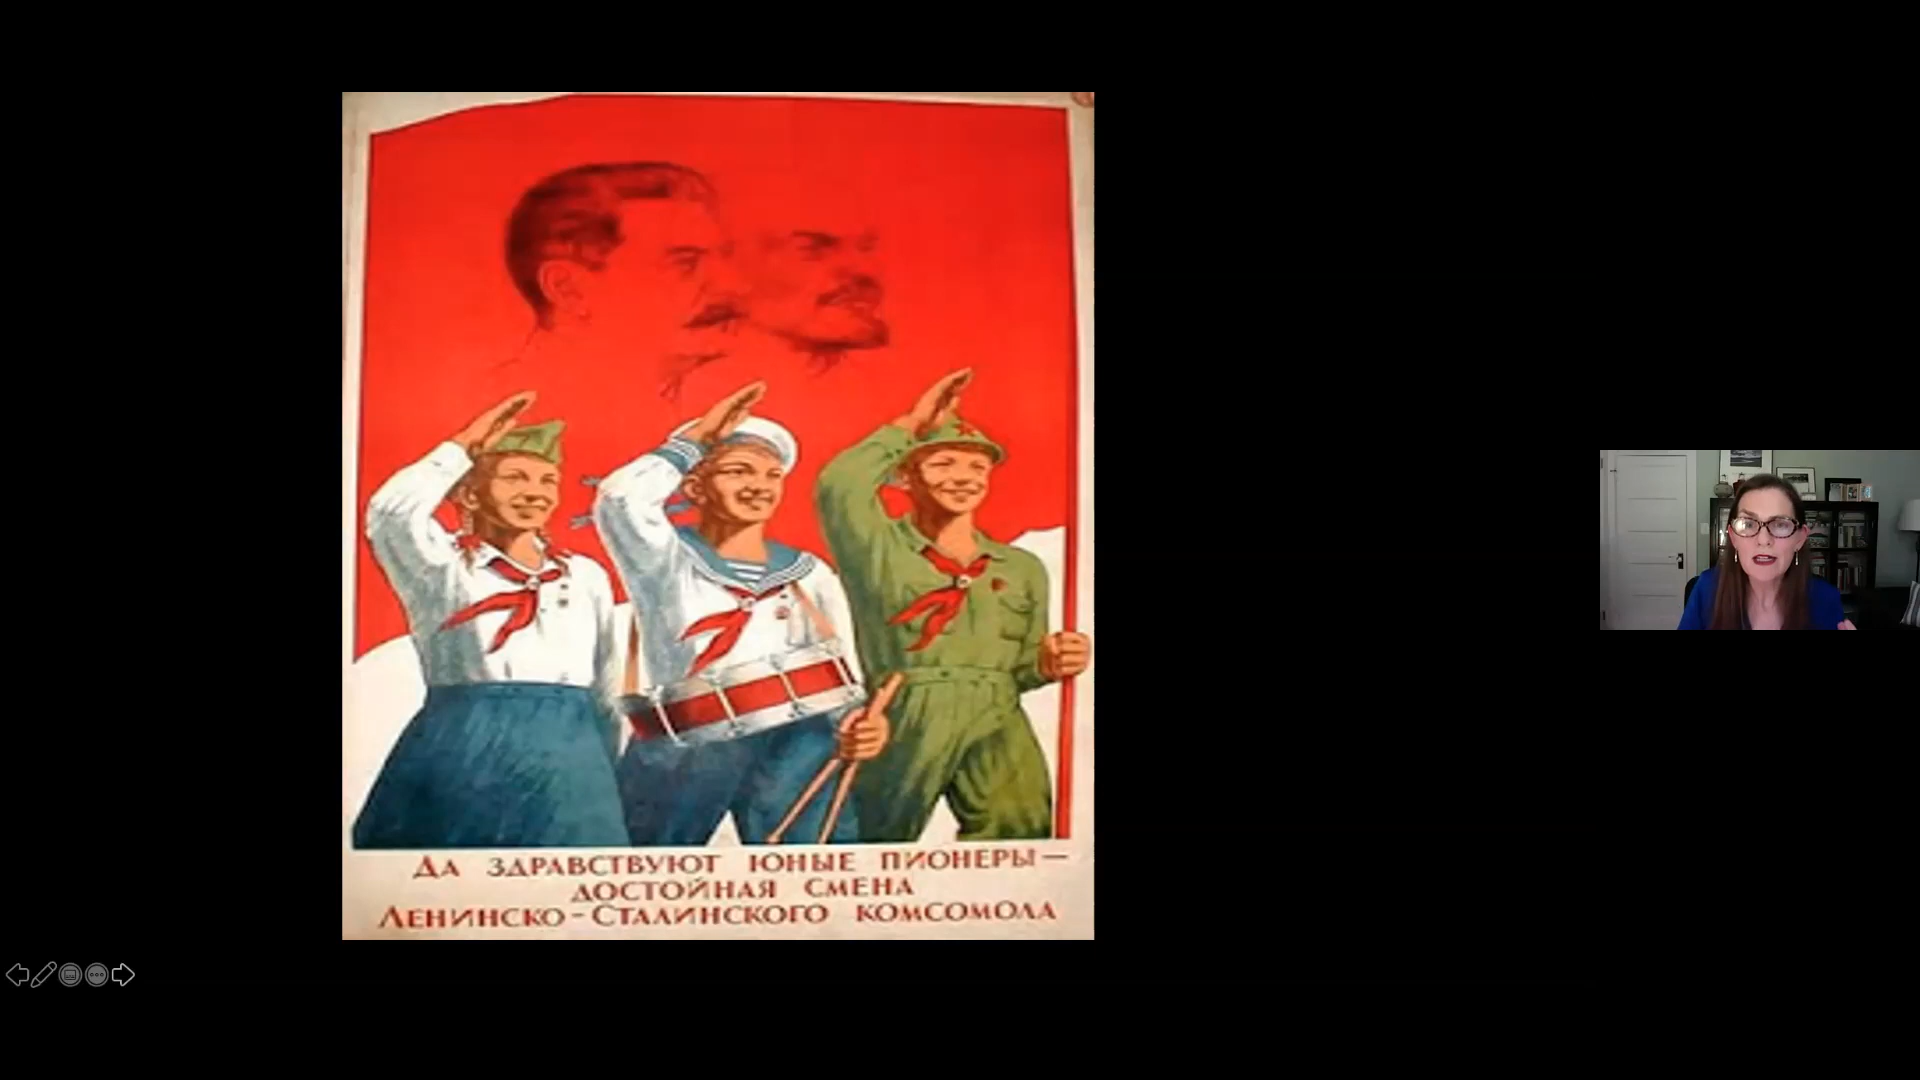 Да здравствуют юные пионеры—
достойная смена
Ленинско-Сталинского комсомола